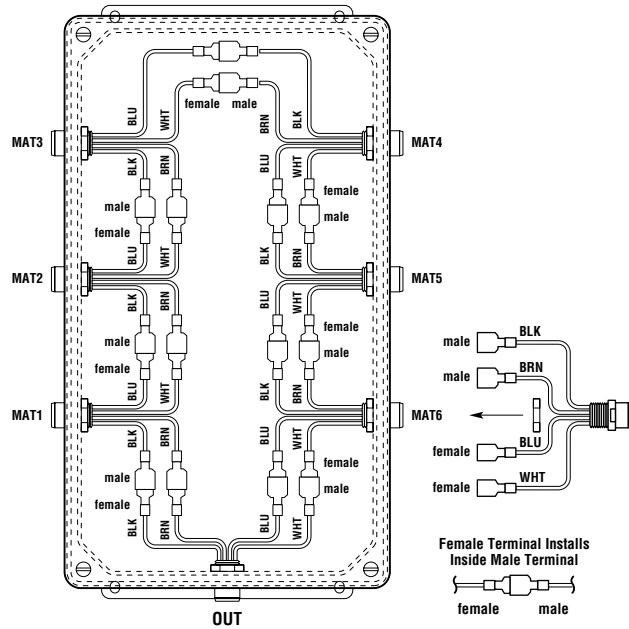 female male
BLU
WHT
BRN
BLK
MAT3
MAT4
BLK
BRN
BLU
WHT
male
female
female
male
BLU
WHT
BLK
BRN
MAT2
MAT5
BLK
BRN
BLU
WHT
male
female
female
male
BLU
WHT
BLK
BRN
MAT1
MAT6
BLK
BRN
BLU
WHT
male
female
female
male
BLK
BRN
BLU
WHT
OUT
male BLK
male BRN
female BLU
female WHT
Female Terminal Installs
Inside Male Terminal
female male